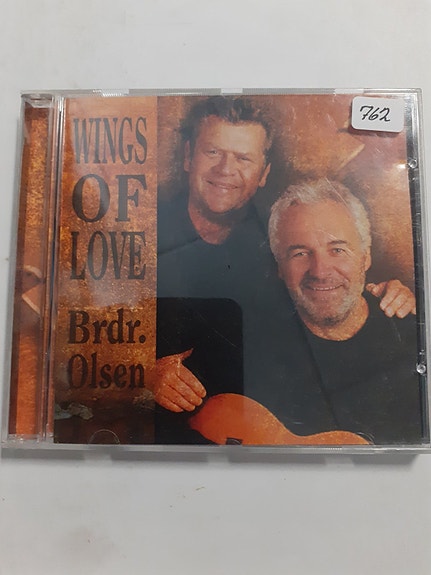 WINGS
OF
LOVE
Brdr.
Olsen
762